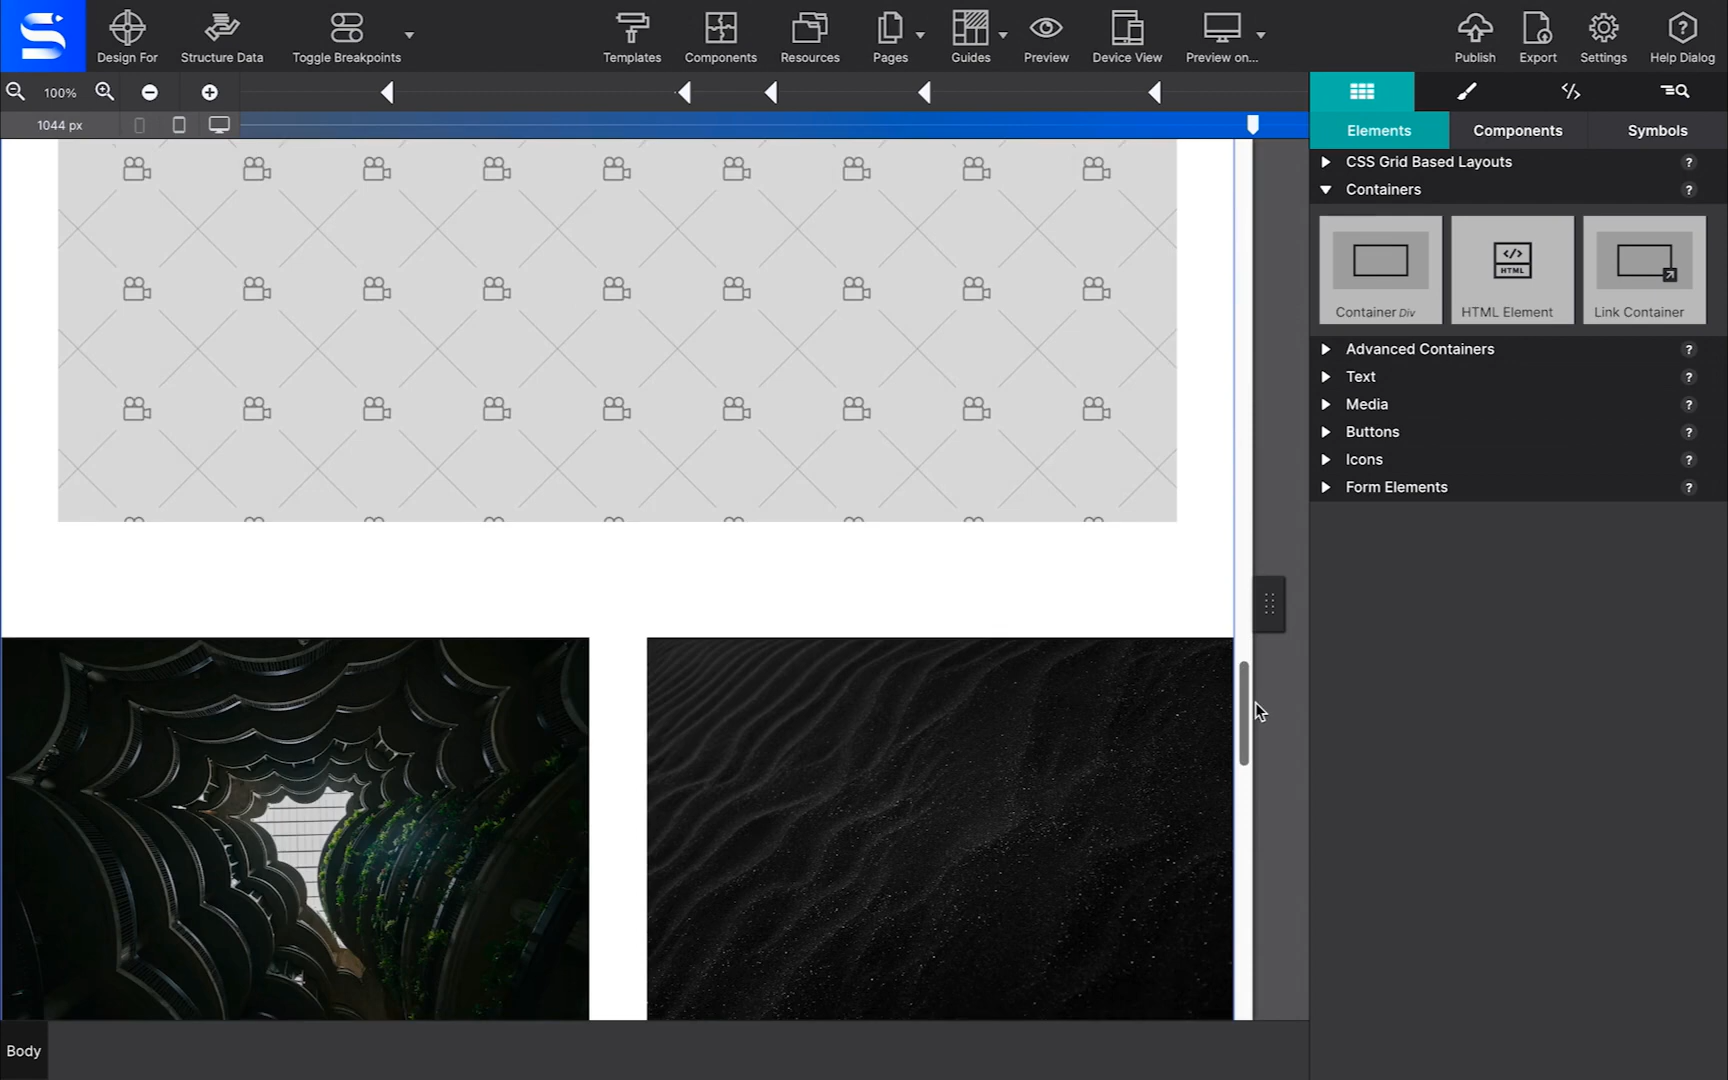 Design For
Structure Data
Toggle Breakpoints
Templates
Components
Resources
Pages
Guides
Preview
Device View
Preview on...
Publish
Export
Settings
Help Dialog
100%
1044 px
Elements
Components
Symbols
CSS Grid Based Layouts
Containers
HTML
Container Div
HTML Element
Link Container
Advanced Containers
Text
Media
Buttons
Icons
Form Elements
Body